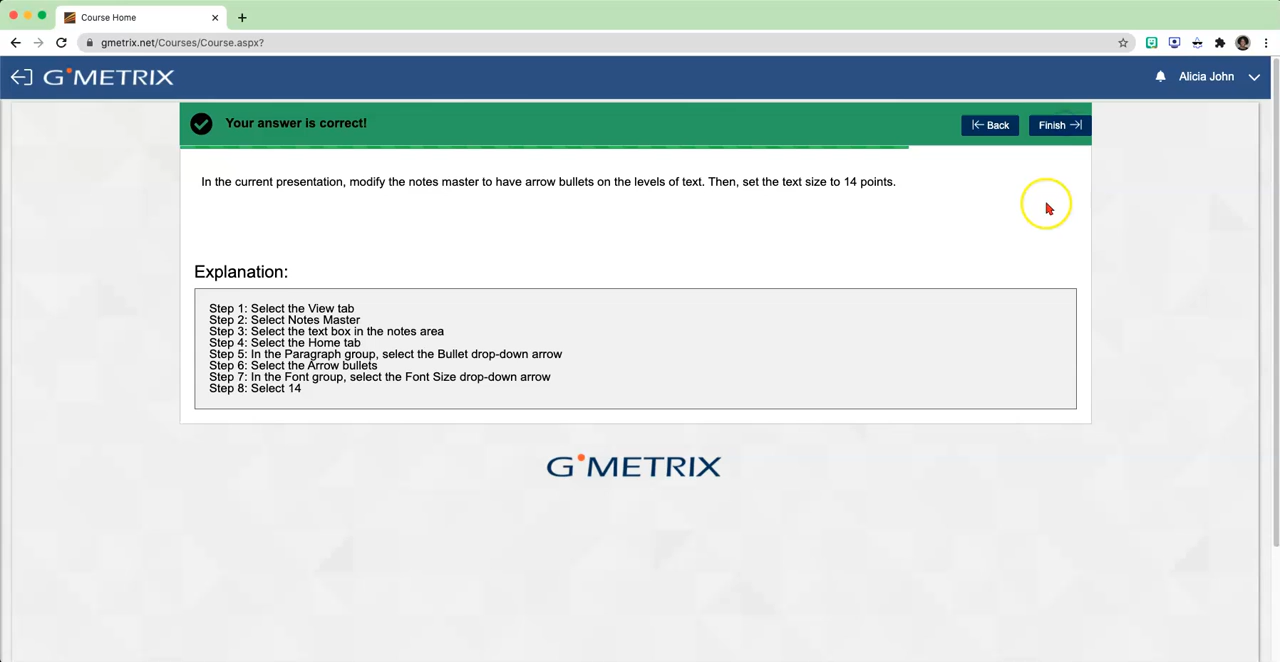 Course Home
gmetrix.net/Courses/Course.aspx?
GMETRIX
Alicia John
Your answer is correct!
Back
Finish
In the current presentation, modify the notes master to have arrow bullets on the levels of text. Then, set the text size to 14 points.
Explanation:
Step 1: Select the View tab
Step 2: Select Notes Master
Step 3: Select the text box in the notes area
Step 4: Select the Home tab
Step 5: In the Paragraph group, select the Bullet drop-down arrow
Step 6: Select the Arrow bullets
Step 7: In the Font group, select the Font Size drop-down arrow
Step 8: Select 14
GMETRIX